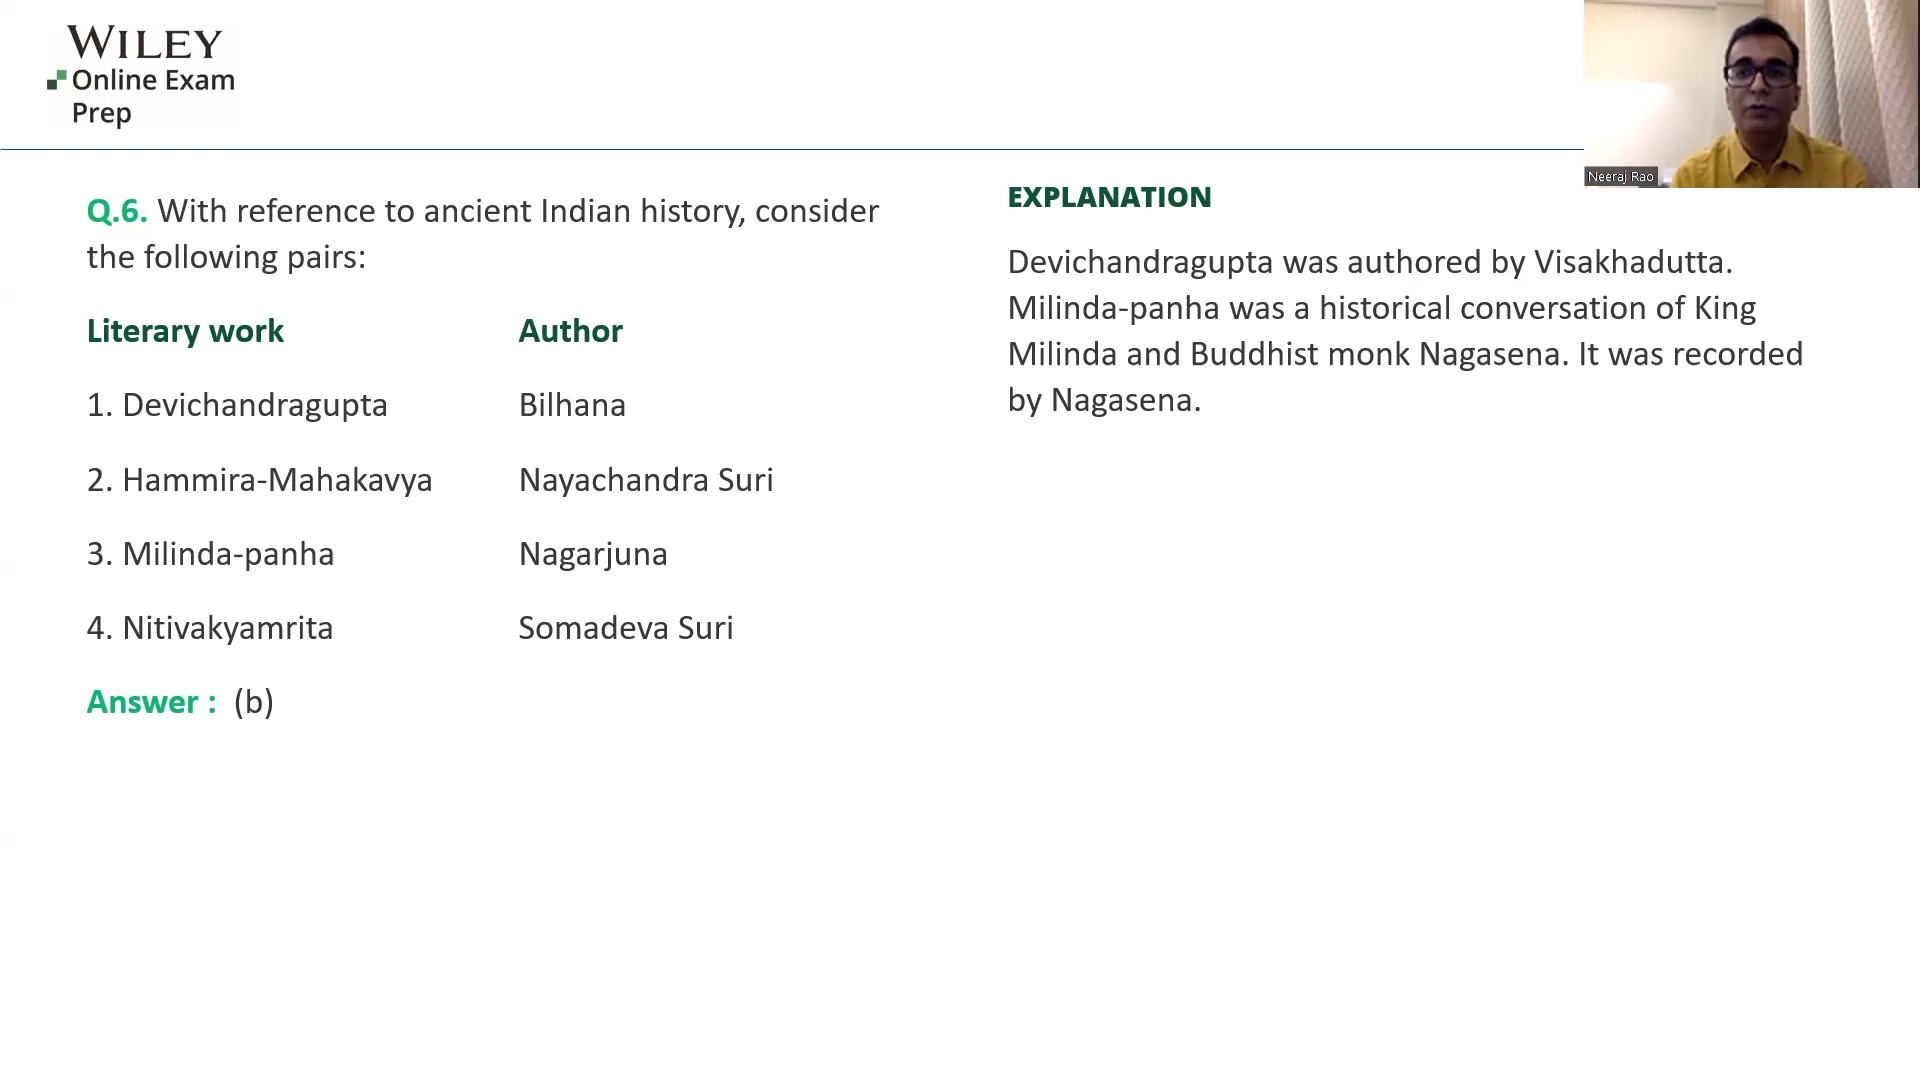 WILEY
Online Exam
Prep
Neeraj Rao
Q.6. With reference to ancient Indian history, consider
the following pairs:
Literary work Author
1. Devichandragupta Bilhana
2. Hammira-Mahakavya Nayachandra Suri
3. Milinda-panha Nagarjuna
4. Nitivakyamrita Somadeva Suri
Answer : (b)
EXPLANATION
Devichandragupta was authored by Visakhadutta.
Milinda-panha was a historical conversation of King
Milinda and Buddhist monk Nagasena. It was recorded
by Nagasena.